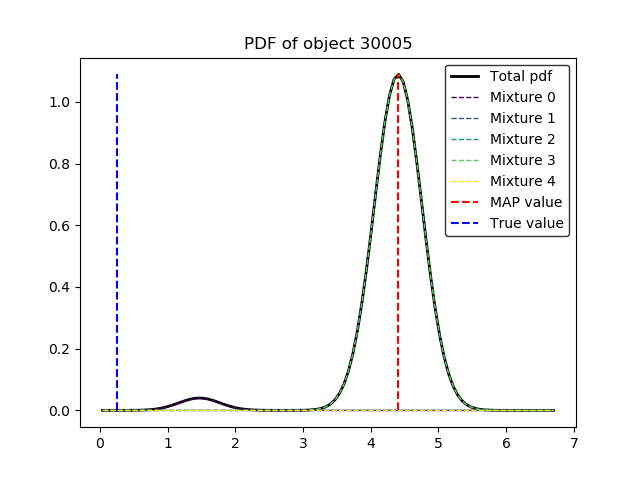 PDF of object 30005
Total pdf
Mixture 0
Mixture 1
Mixture 2
Mixture 3
Mixture 4
MAP value
True value
1.0
0.8
0.6
0.4
0.2
0.0
0 1 2 3 4 5 6 7